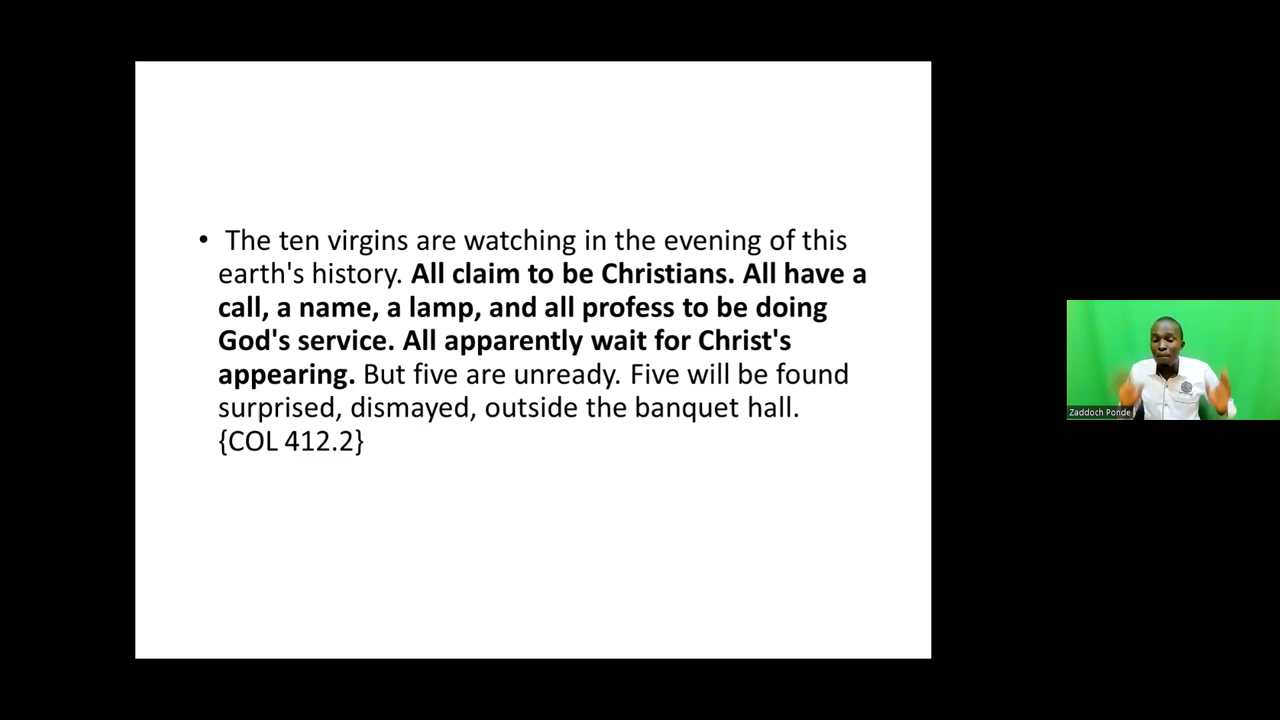 • The ten virgins are watching in the evening of this
earth's history. All claim to be Christians. All have a
call, a name, a lamp, and all profess to be doing
God's service. All apparently wait for Christ's
appearing. But five are unready. Five will be found
surprised, dismayed, outside the banquet hall.
{COL 412.2}
Zaddoch Ponde